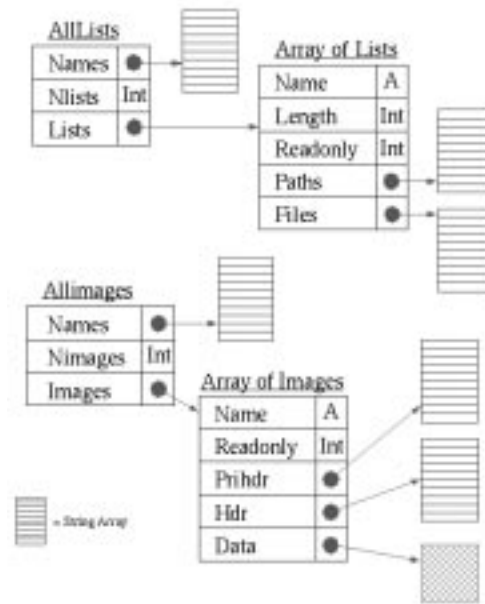 AllLists
Names
Nlists Int
Lists
Array of Lists
Name A
Length Int
Readonly Int
Paths
Files
Allimages
Names
Nimages Int
Images
Array of Images
Name A
Readonly Int
Prihdr
Hdr
Data
= String Array